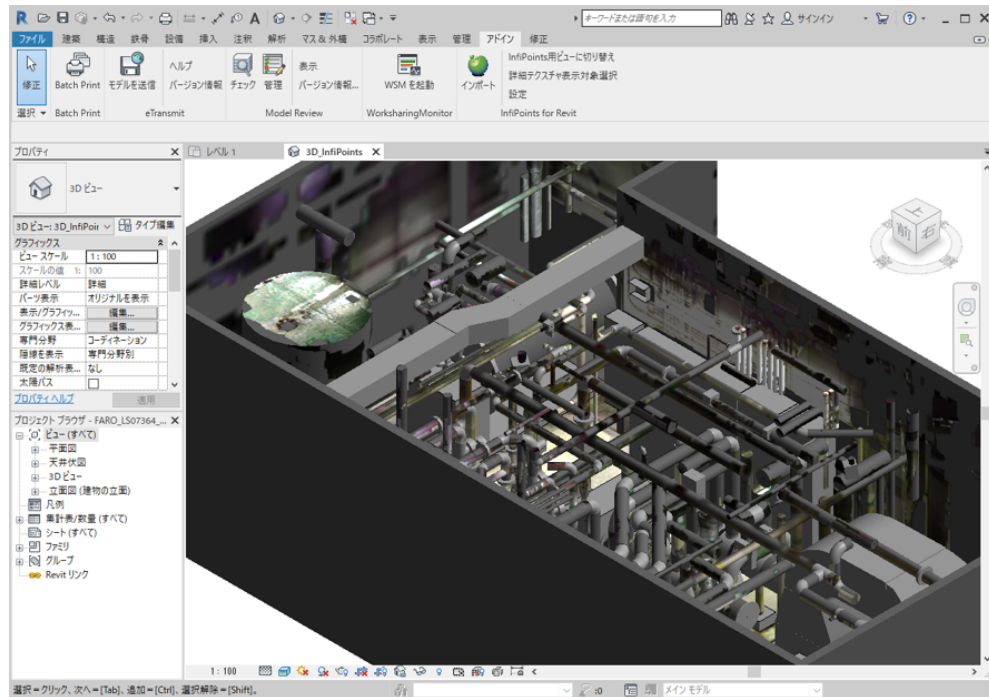 キーワードまたは語句を入力
サインイン
ファイル 建築 構造 鉄骨 設備 挿入 注釈 解析 マス&外構 コラボレート 表示 管理 アドイン 修正
修正
Batch Print
モデルを送信
ヘルプ
バージョン情報
チェック
管理
表示
バージョン情報...
WSM を起動
インポート
InfiPoints用ビューに切り替え
詳細テクスチャ表示対象選択
設定
選択
Batch Print
eTransmit
Model Review
WorksharingMonitor
InfiPoints for Revit
プロパティ
レベル 1
3D_InfiPoints
3D ビュー
3D ビュー: 3D_InfiPoir
タイプ編集
グラフィックス
ビュー スケール 1 : 100
スケールの値 1: 100
詳細レベル 詳細
パーツ表示 オリジナルを表示
表示/グラフィッ... 編集...
グラフィックス表... 編集...
専門分野 コーディネーション
隠線を表示 専門分野別
既定の解析表... なし
太陽パス
プロパティ ヘルプ 適用
プロジェクト ブラウザ - FARO_LS07364_...
ビュー (すべて)
平面図
天井伏図
3D ビュー
立面図 (建物の立面)
凡例
集計表/数量 (すべて)
シート (すべて)
ファミリ
グループ
Revit リンク
上
前
右
1 : 100
選択=クリック、次へ=[Tab]、追加=[Ctrl]、選択解除=[Shift]。
:0
メイン モデル